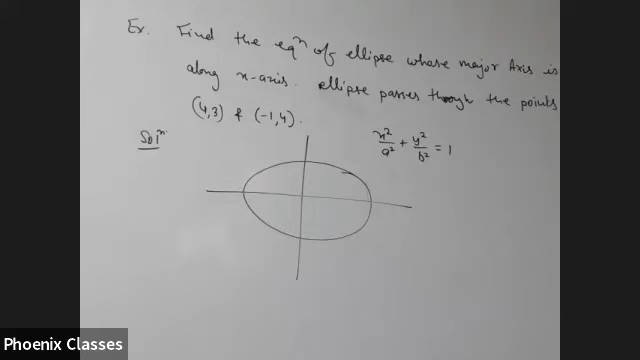 Ex. Find the eqⁿ of ellipse whose major Axis is
along x-axis. ellipse passes through the points
(4,3) & (-1,4).
Solⁿ
x²/a² + y²/b² = 1
Phoenix Classes